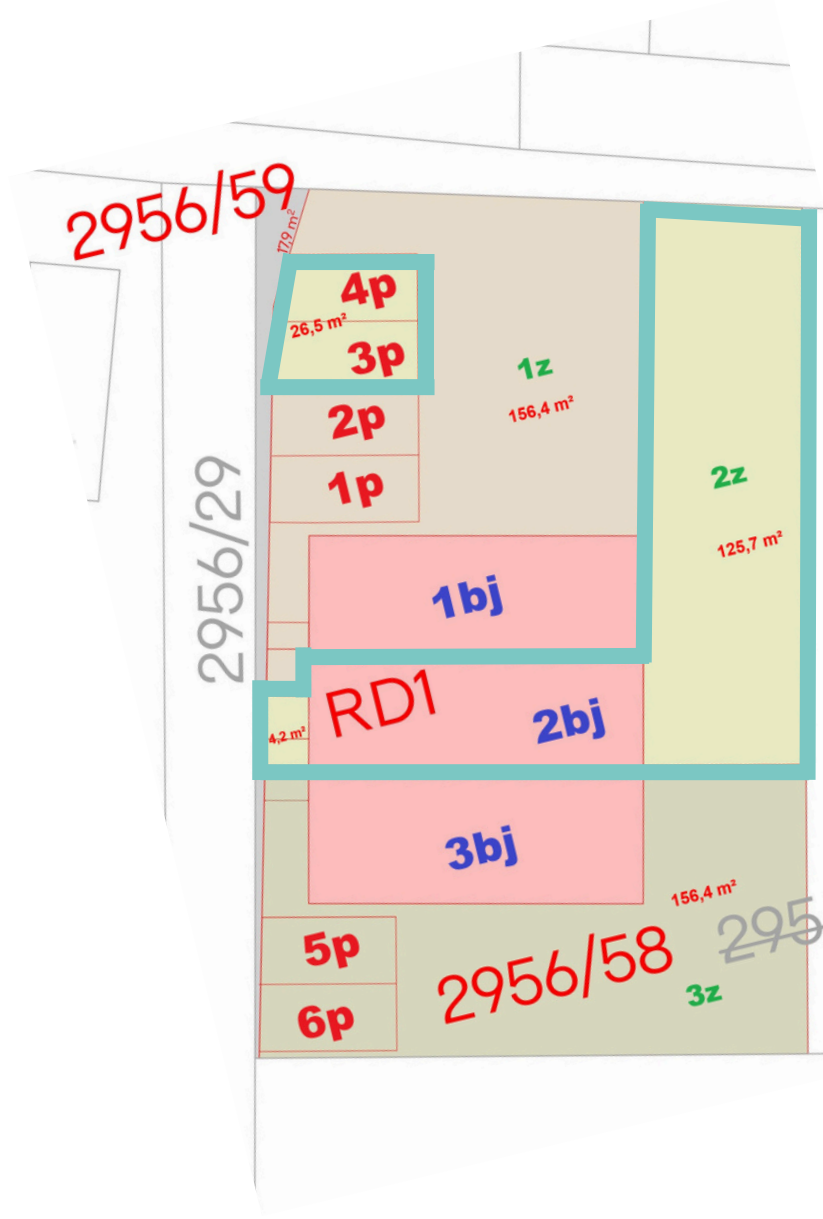 2956/59
17,9 m²
4p
26,5 m²
3p
1z
156,4 m²
2p
1p
2z
125,7 m²
2956/29
1bj
RD1
2bj
4,2 m²
3bj
156,4 m²
295
5p
2956/58
3z
6p